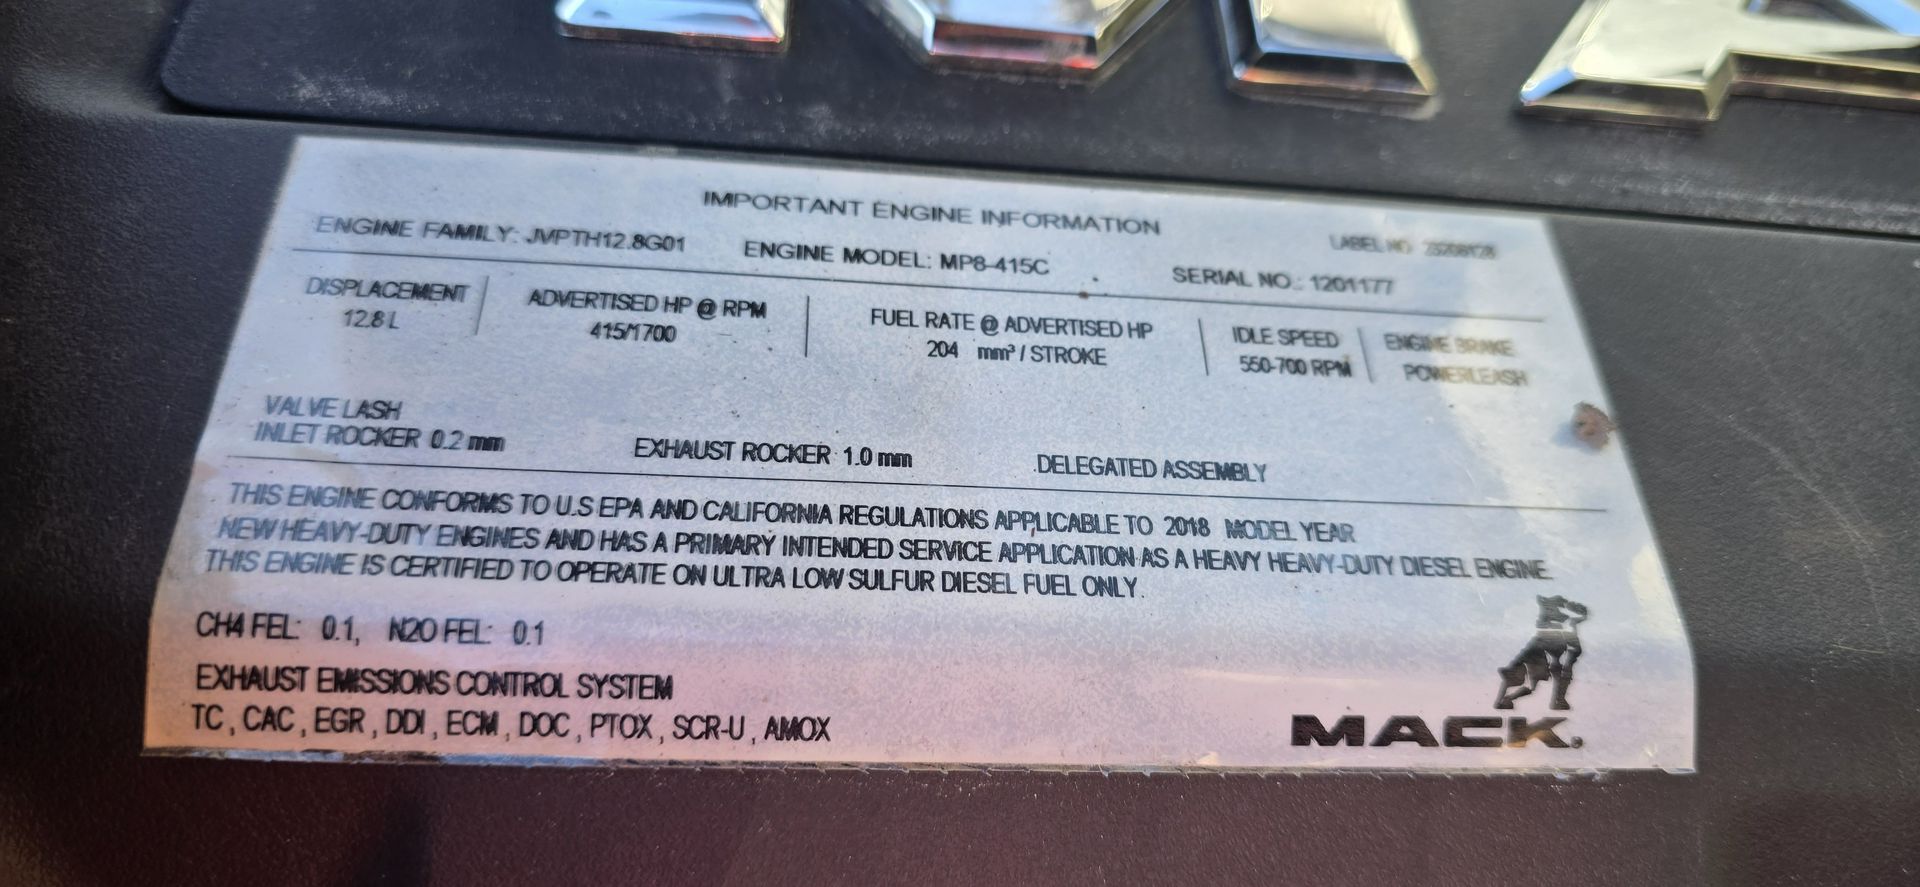 IMPORTANT ENGINE INFORMATION
ENGINE FAMILY: JVPTH12.8G01 ENGINE MODEL: MP8-415C SERIAL NO.: 1201177 LABEL NO
DISPLACEMENT ADVERTISED HP @ RPM FUEL RATE @ ADVERTISED HP IDLE SPEED ENGINE BRAKE
12.8 L 415/1700 204 mm³ / STROKE 550-700 RPM POWERLEASH
VALVE LASH
INLET ROCKER 0.2 mm EXHAUST ROCKER 1.0 mm DELEGATED ASSEMBLY
THIS ENGINE CONFORMS TO U.S EPA AND CALIFORNIA REGULATIONS APPLICABLE TO 2018 MODEL YEAR
NEW HEAVY-DUTY ENGINES AND HAS A PRIMARY INTENDED SERVICE APPLICATION AS A HEAVY HEAVY-DUTY DIESEL ENGINE
THIS ENGINE IS CERTIFIED TO OPERATE ON ULTRA LOW SULFUR DIESEL FUEL ONLY.
CH4 FEL: 0.1, N2O FEL: 0.1
EXHAUST EMISSIONS CONTROL SYSTEM
TC , CAC , EGR , DDI , ECM , DOC , PTOX , SCR-U , AMOX
MACK